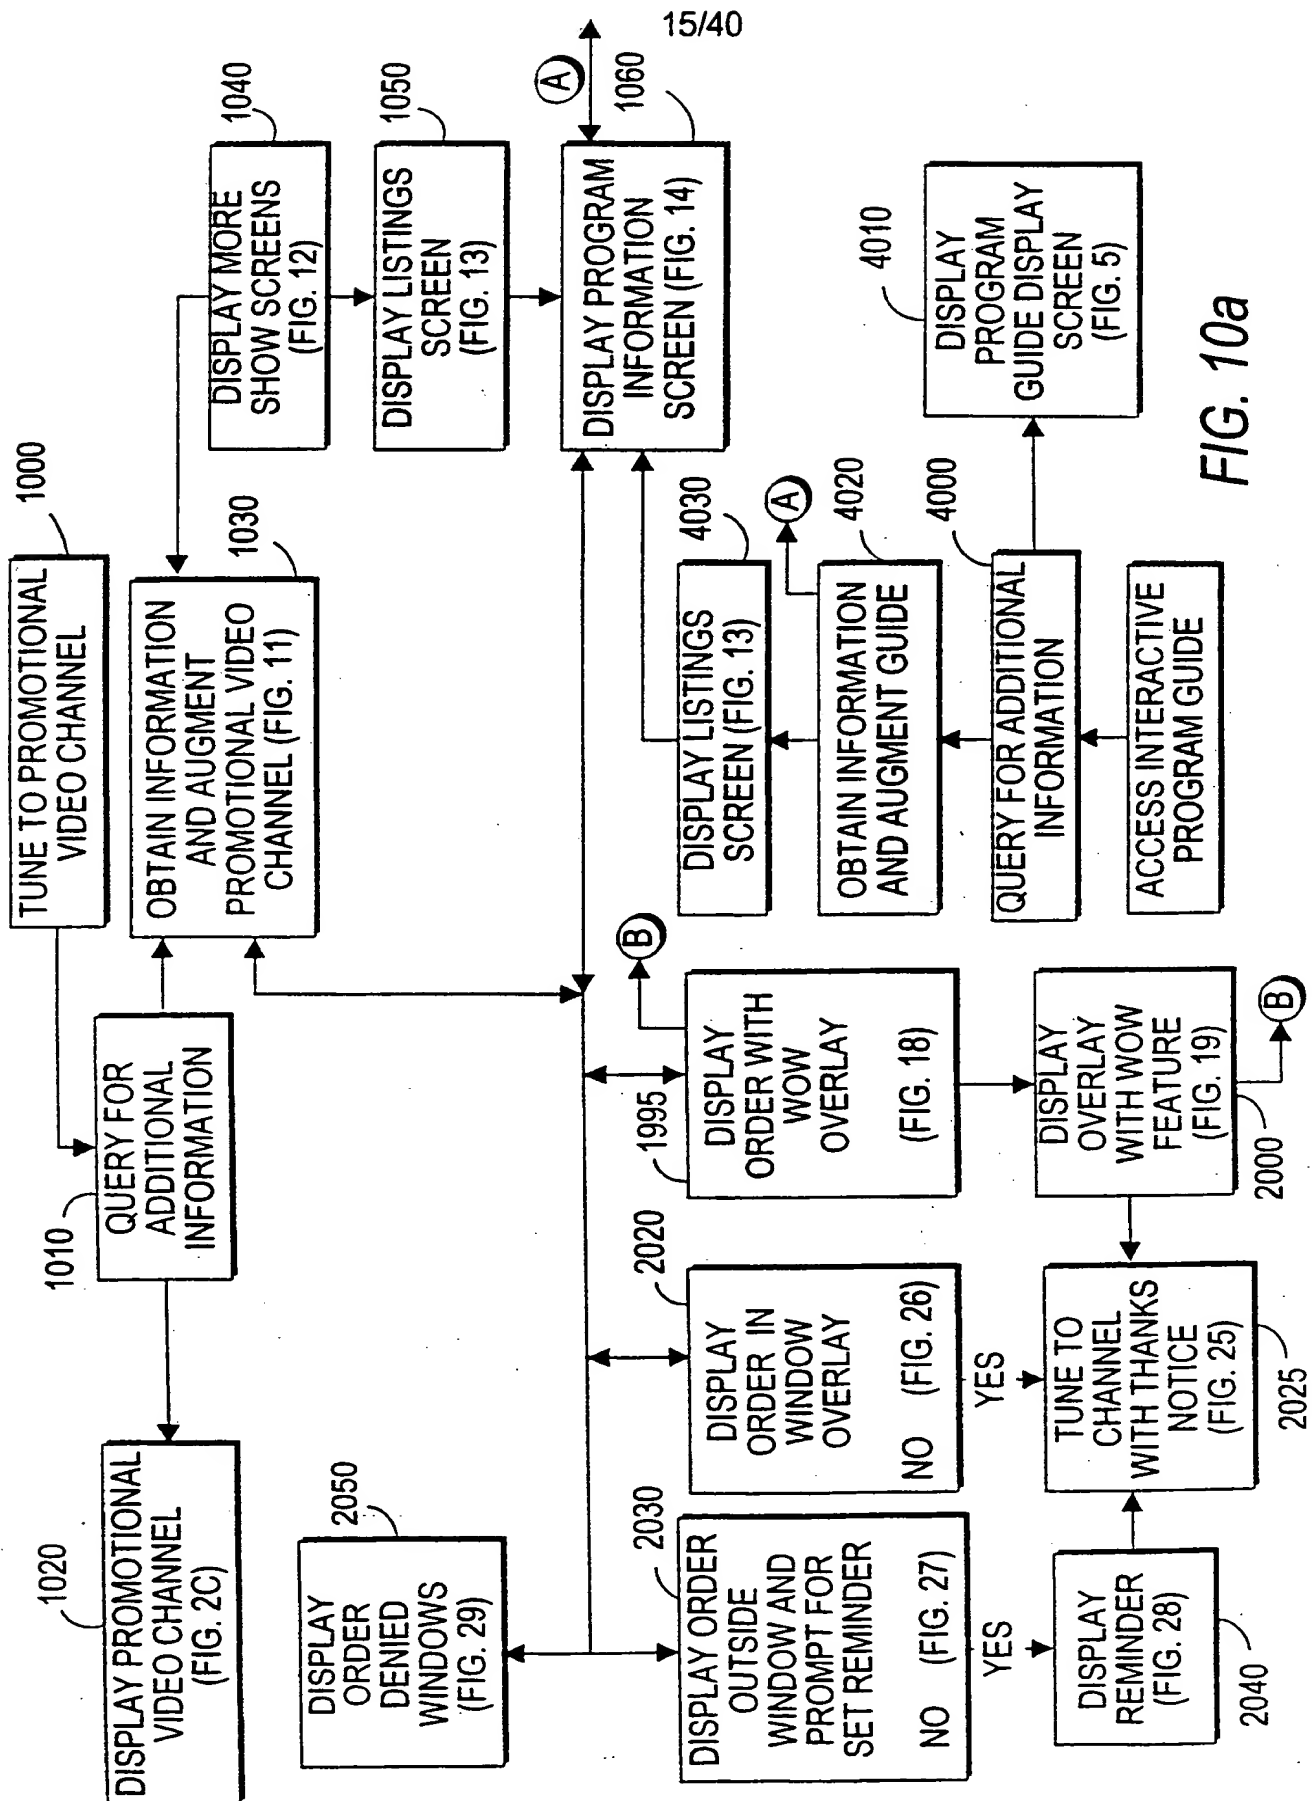 15/40
1000
TUNE TO PROMOTIONAL
VIDEO CHANNEL
1010
QUERY FOR
ADDITIONAL
INFORMATION
1020
DISPLAY PROMOTIONAL
VIDEO CHANNEL
(FIG. 2C)
1030
OBTAIN INFORMATION
AND AUGMENT
PROMOTIONAL VIDEO
CHANNEL (FIG. 11)
1040
DISPLAY MORE
SHOW SCREENS
(FIG. 12)
1050
DISPLAY LISTINGS
SCREEN
(FIG. 13)
A
1060
DISPLAY PROGRAM
INFORMATION
SCREEN (FIG. 14)
2050
DISPLAY
ORDER
DENIED
WINDOWS
(FIG. 29)
2030
DISPLAY ORDER
OUTSIDE
WINDOW AND
PROMPT FOR
SET REMINDER
NO (FIG. 27)
YES
DISPLAY
REMINDER
(FIG. 28)
2040
2020
DISPLAY
ORDER IN
WINDOW
OVERLAY
NO (FIG. 26)
YES
TUNE TO
CHANNEL
WITH THANKS
NOTICE
(FIG. 25)
2025
B
1995
DISPLAY
ORDER WITH
WOW
OVERLAY
(FIG. 18)
DISPLAY
OVERLAY
WITH WOW
FEATURE
(FIG. 19)
2000
B
4030
DISPLAY LISTINGS
SCREEN (FIG. 13)
A
4020
OBTAIN INFORMATION
AND AUGMENT GUIDE
4000
QUERY FOR ADDITIONAL
INFORMATION
ACCESS INTERACTIVE
PROGRAM GUIDE
4010
DISPLAY
PROGRAM
GUIDE DISPLAY
SCREEN
(FIG. 5)
FIG. 10a